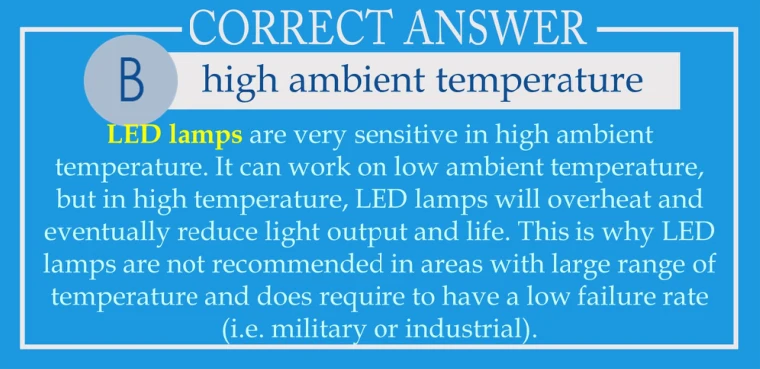 CORRECT ANSWER
B high ambient temperature
LED lamps are very sensitive in high ambient
temperature. It can work on low ambient temperature,
but in high temperature, LED lamps will overheat and
eventually reduce light output and life. This is why LED
lamps are not recommended in areas with large range of
temperature and does require to have a low failure rate
(i.e. military or industrial).